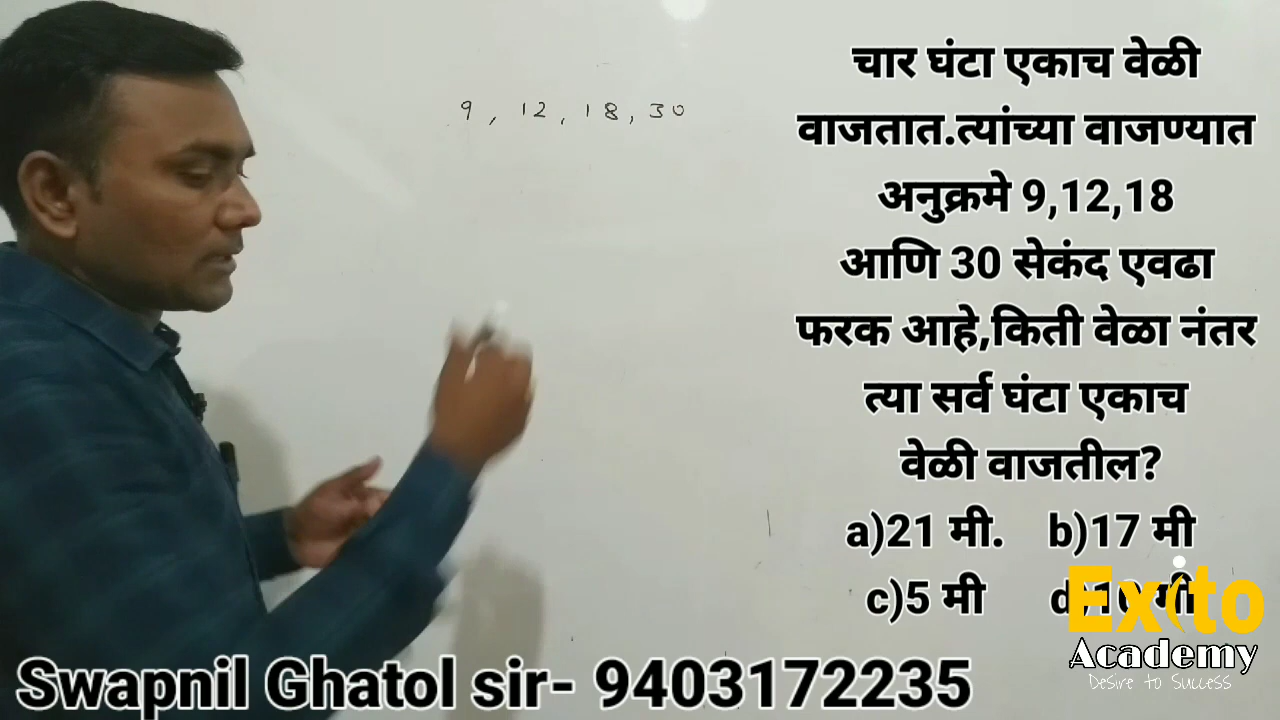 9, 12, 18, 30
चार घंटा एकाच वेळी
वाजतात.त्यांच्या वाजण्यात
अनुक्रमे 9,12,18
आणि 30 सेकंद एवढा
फरक आहे,किती वेळा नंतर
त्या सर्व घंटा एकाच
वेळी वाजतील?
a)21 मी. b)17 मी
c)5 मी
Exito
Academy
Desire to Success
Swapnil Ghatol sir- 9403172235